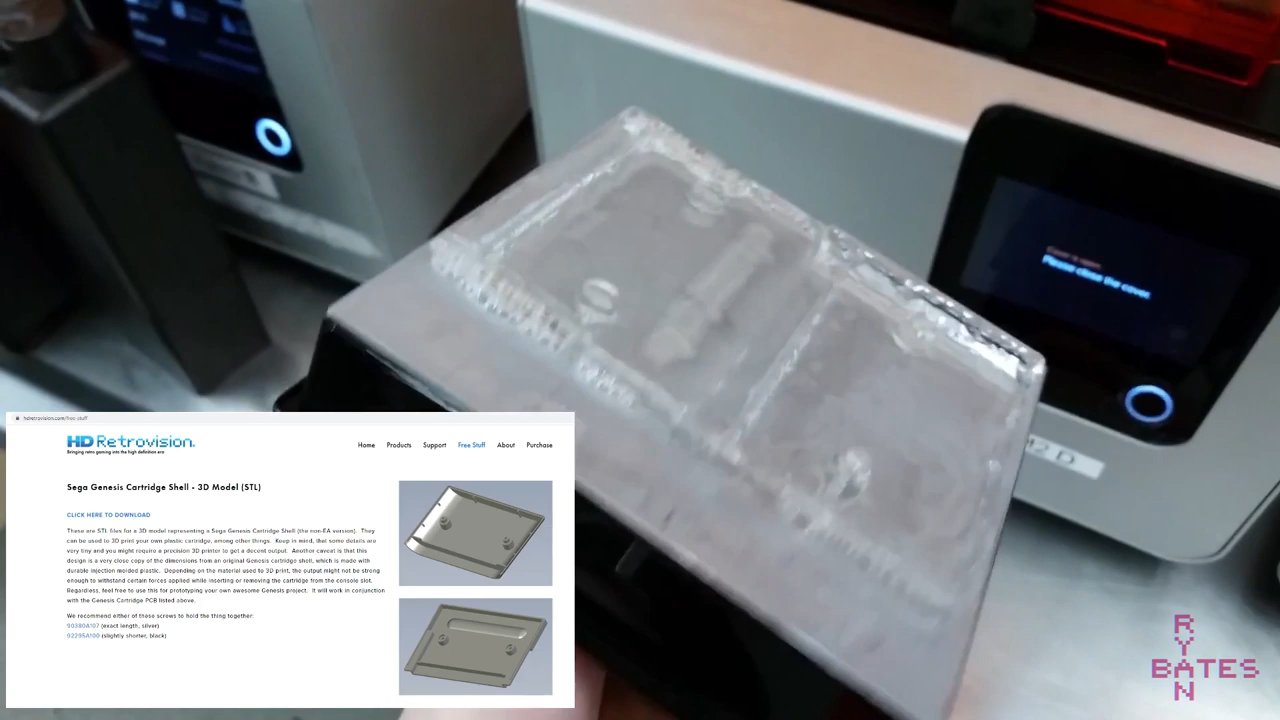 Cover is open
Please close the cover.
M2 D
hdretrovision.com/free-stuff
HD Retrovision
Bringing retro gaming into the high definition era
Home Products Support Free Stuff About Purchase
Sega Genesis Cartridge Shell - 3D Model (STL)
CLICK HERE TO DOWNLOAD
These are STL files for a 3D model representing a Sega Genesis Cartridge Shell (the non-EA version). They
can be used to 3D print your own plastic cartridge, among other things. Keep in mind, that some details are
very tiny and you might require a precision 3D printer to get a decent output. Another caveat is that this
design is a very close copy of the dimensions from an original Genesis cartridge shell, which is made with
durable injection molded plastic. Depending on the material used to 3D print, the output might not be strong
enough to withstand certain forces applied while inserting or removing the cartridge from the console slot.
Regardless, feel free to use this for prototyping your own awesome Genesis project. It will work in conjunction
with the Genesis Cartridge PCB listed above.
We recommend either of these screws to hold the thing together:
90380A107 (exact length, silver)
92295A100 (slightly shorter, black)
RYAN
BATES